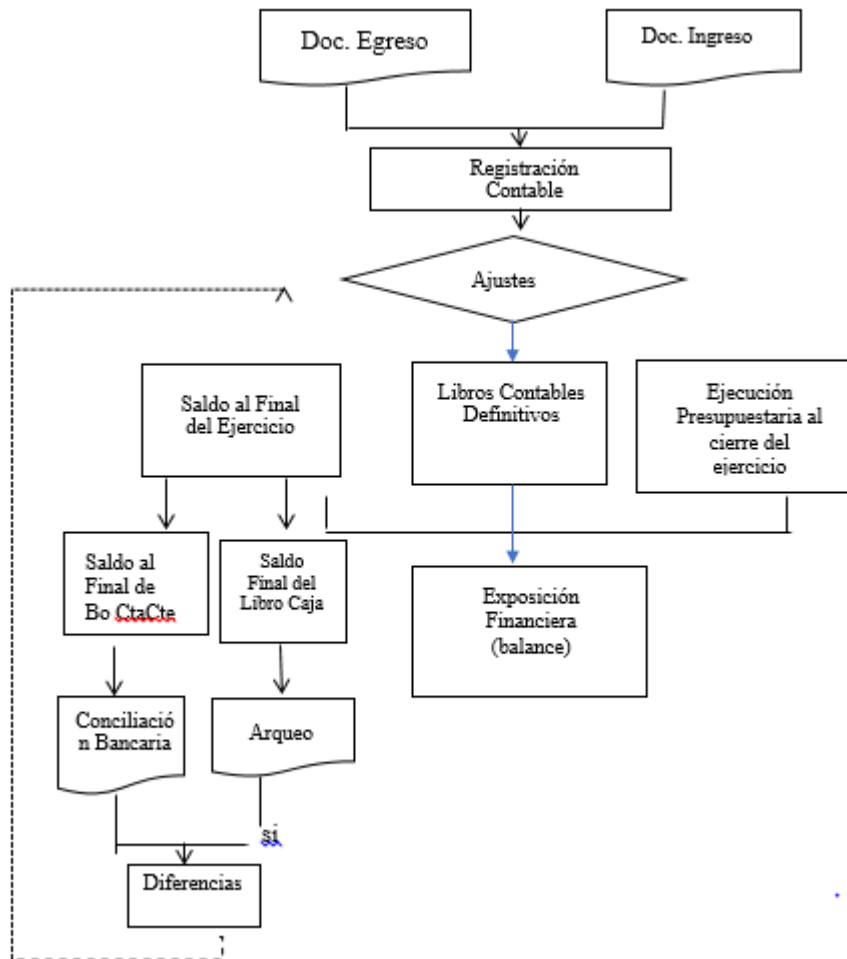 Doc. Egreso
Doc. Ingreso
Registración
Contable
Ajustes
Saldo al Final
del Ejercicio
Libros Contables
Definitivos
Ejecución
Presupuestaria al
cierre del
ejercicio
Saldo al
Final de
Bo CtaCte
Saldo
Final del
Libro Caja
Exposición
Financiera
(balance)
Conciliació
n Bancaria
Arqueo
si
Diferencias